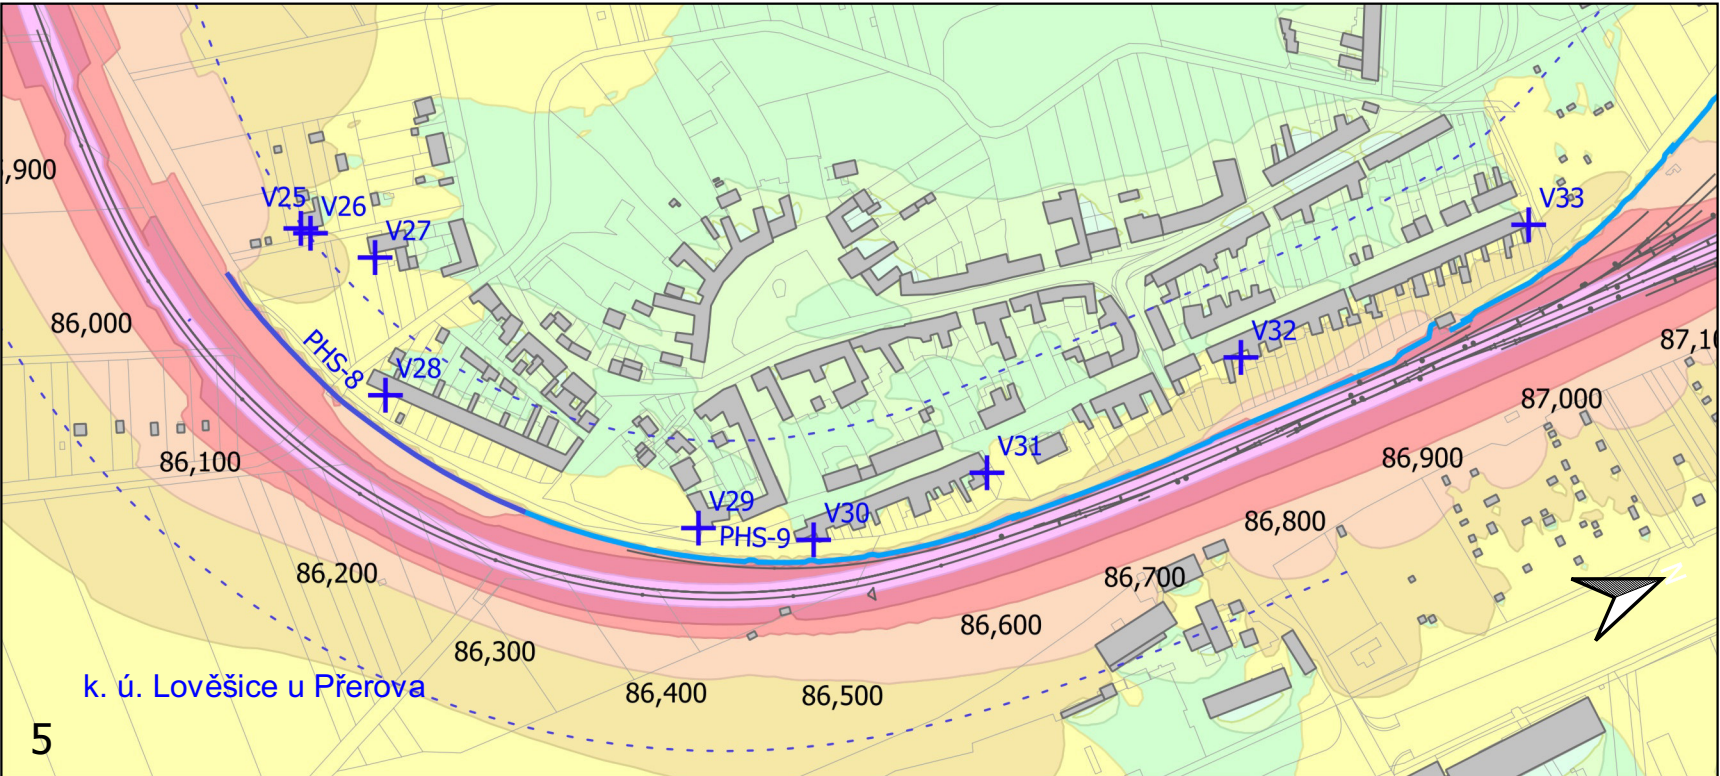 ,900
V25
V26
V27
V33
86,000
PHS-8
V28
V32
87,10
87,000
86,100
V31
86,900
V29
V30
PHS-9
86,800
86,200
86,700
N
86,600
86,300
k. ú. Lověšice u Přerova
86,400
86,500
5